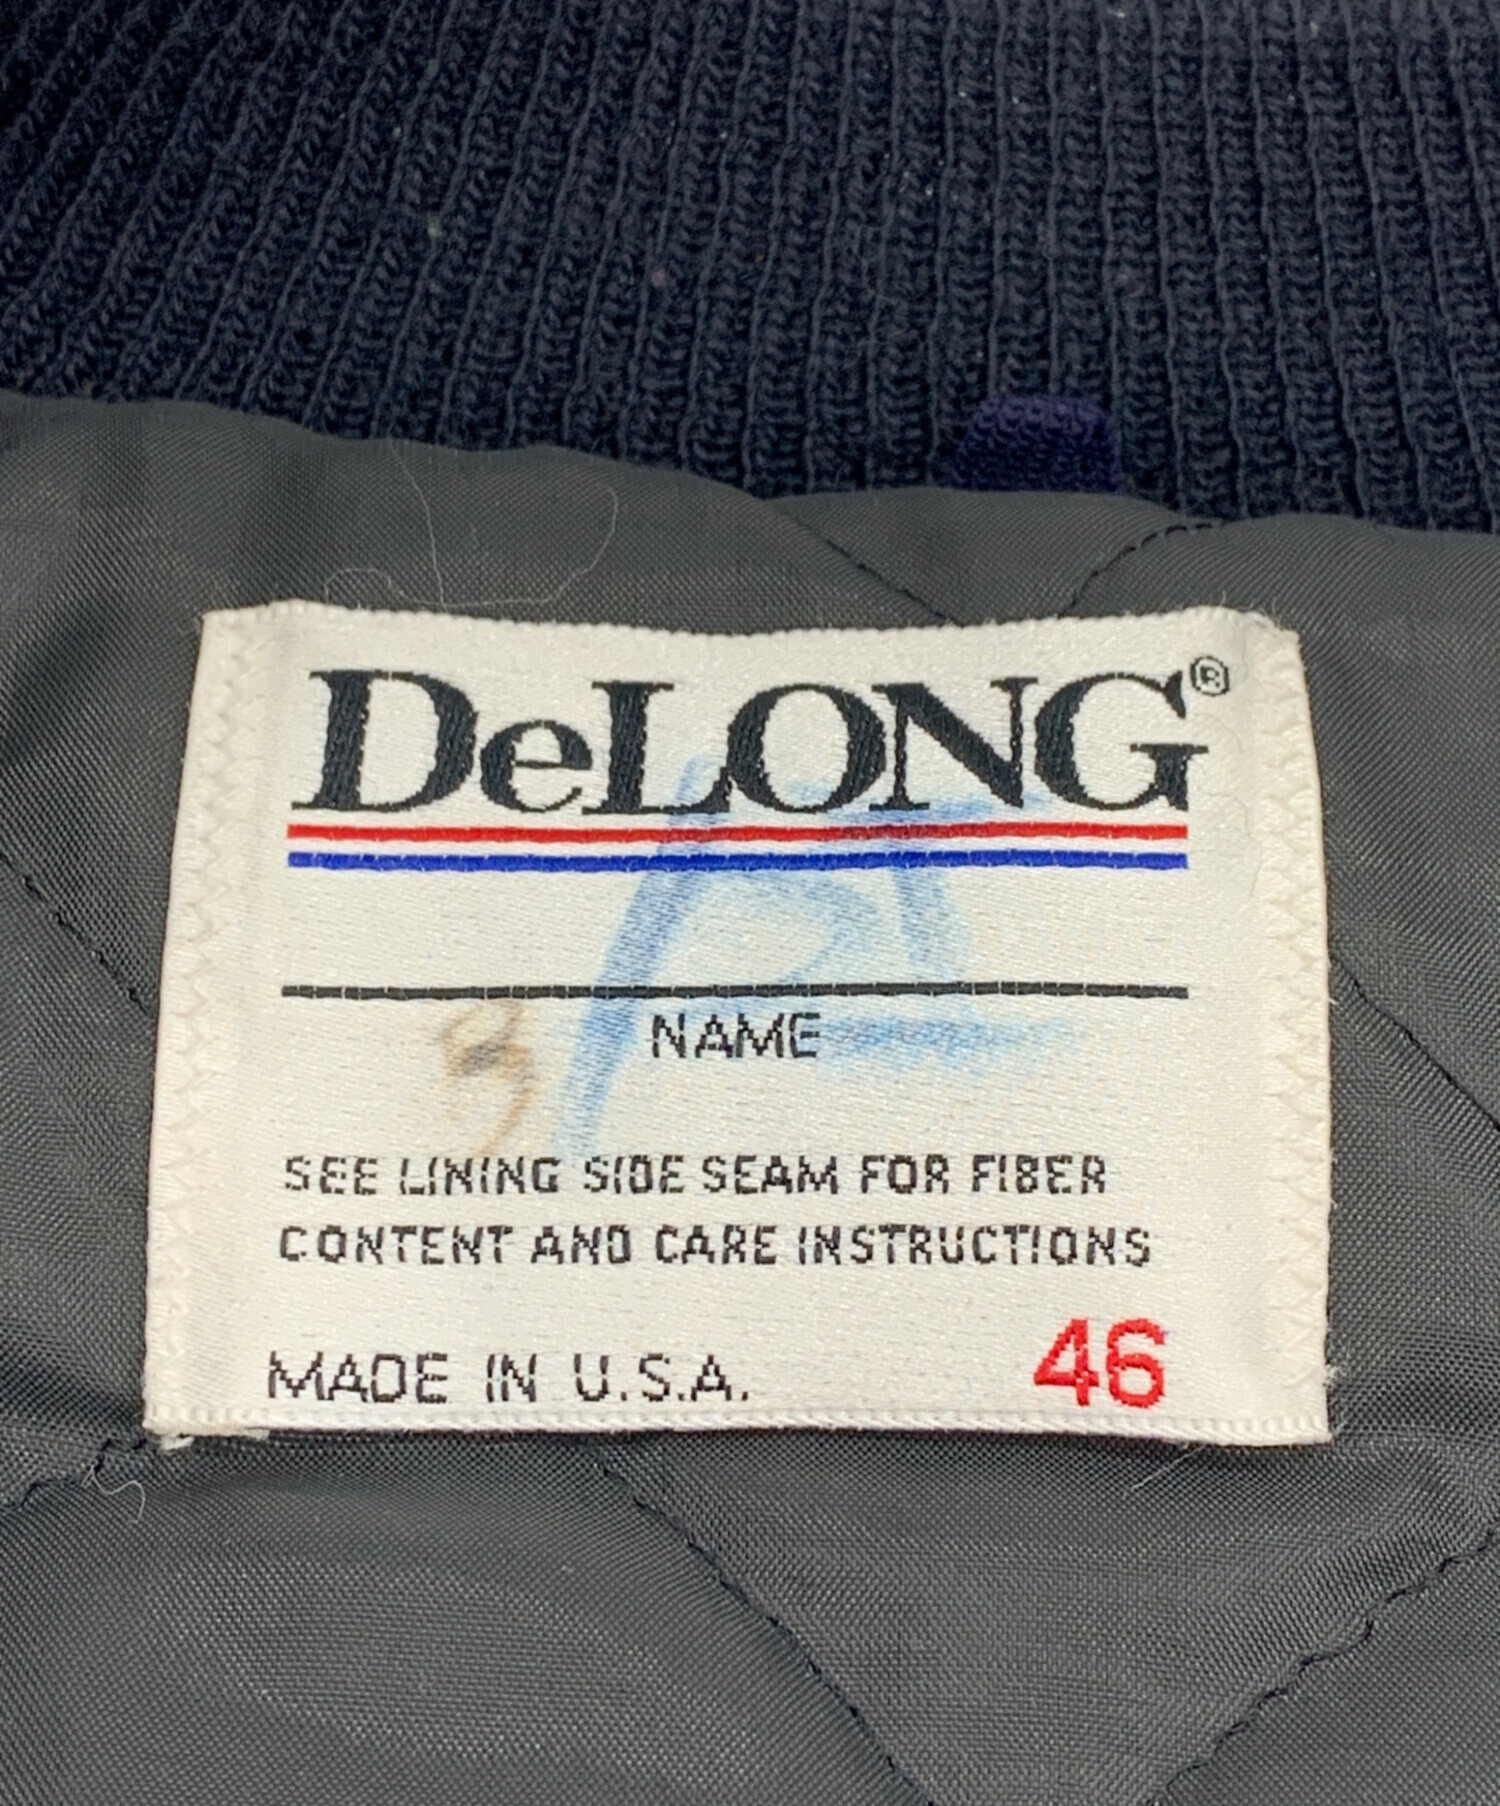 DeLONG®
NAME
SEE LINING SIDE SEAM FOR FIBER
CONTENT AND CARE INSTRUCTIONS
MADE IN U.S.A. 46